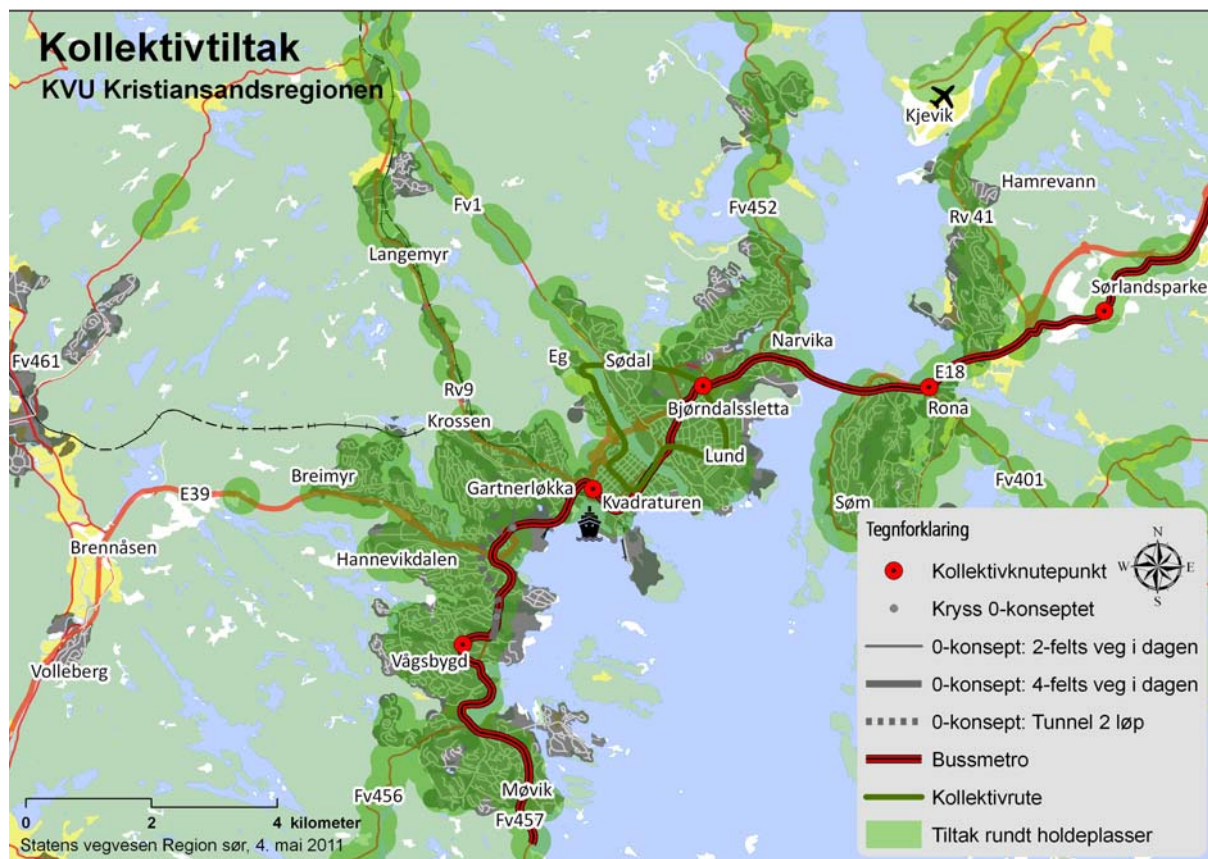 Kollektivtiltak
KVU Kristiansandsregionen
Kjevik
Hamrevann
Fv1
Fv452
Rv 41
Langemyr
Sørlandsparke
Fv461
Eg
Sødal
Narvika
E18
Rv9
Bjørndalssletta
Rona
Krossen
Lund
Breimyr
Gartnerløkka
Kvadraturen
Fv401
E39
Søm
Brennåsen
Hannevikdalen
Vågsbygd
Volleberg
Møvik
Fv456
Fv457
Tegnforklaring
N
W E
S
Kollektivknutepunkt
Kryss 0-konseptet
0-konsept: 2-felts veg i dagen
0-konsept: 4-felts veg i dagen
0-konsept: Tunnel 2 løp
Bussmetro
Kollektivrute
Tiltak rundt holdeplasser
0 2 4 kilometer
Statens vegvesen Region sør, 4. mai 2011